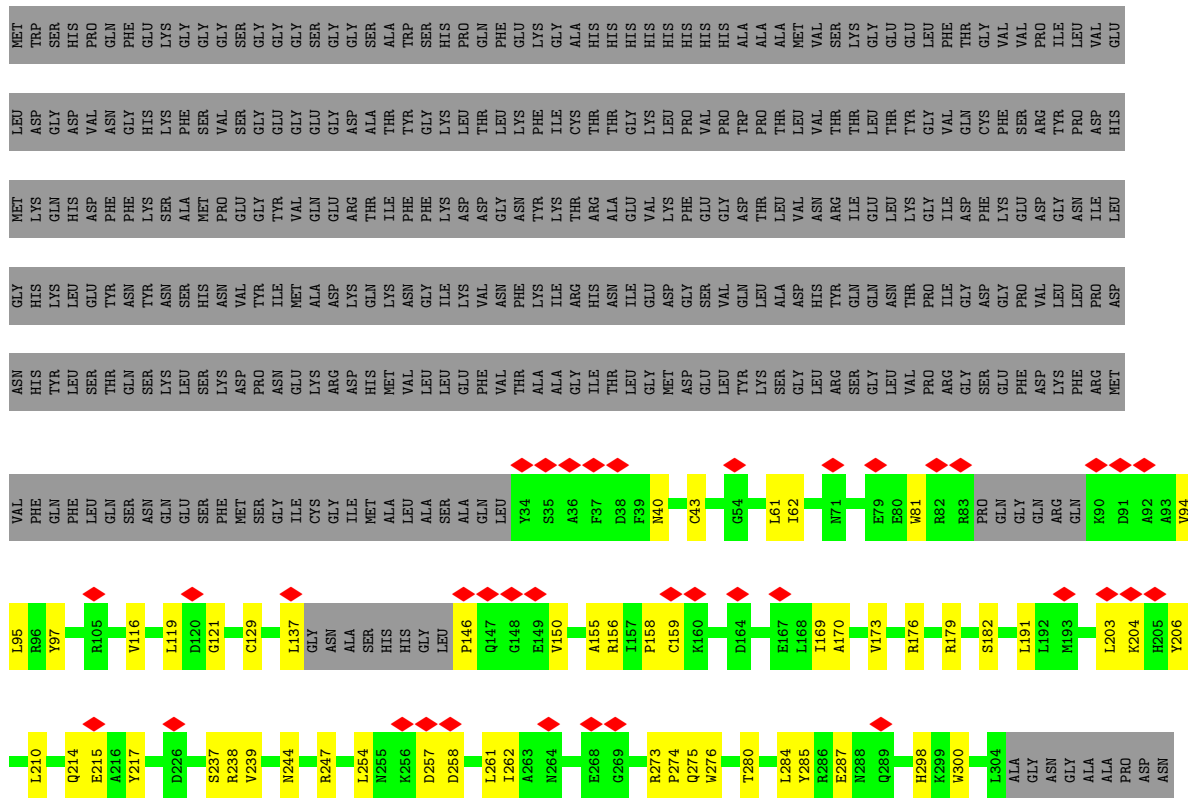 MET TRP SER HIS PRO GLN PHE GLU LYS GLY GLY GLY SER GLY GLY GLY SER GLY GLY SER ALA TRP SER HIS PRO GLN PHE GLU LYS GLY ALA HIS HIS HIS HIS HIS HIS HIS HIS ALA ALA ALA MET VAL SER LYS GLY GLU GLU LEU PHE THR GLY VAL VAL PRO ILE LEU VAL GLU
LEU ASP GLY ASP VAL ASN GLY HIS LYS PHE SER VAL SER GLY GLU GLY GLU GLY ASP ALA THR TYR GLY LYS LEU THR LEU LYS PHE ILE CYS THR THR GLY LYS LEU PRO VAL PRO TRP PRO THR LEU VAL THR THR LEU THR TYR GLY VAL GLN CYS PHE SER ARG TYR PRO ASP HIS
MET LYS GLN HIS ASP PHE PHE LYS SER ALA MET PRO GLU GLY TYR VAL GLN GLU ARG THR ILE PHE PHE LYS ASP ASP GLY ASN TYR LYS THR ARG ALA GLU VAL LYS PHE GLU GLY ASP THR LEU VAL ASN ARG ILE GLU LEU LYS GLY ILE ASP PHE LYS GLU ASP GLY ASN ILE LEU
GLY HIS LYS LEU GLU TYR ASN TYR ASN SER HIS ASN VAL TYR ILE MET ALA ASP LYS GLN LYS ASN GLY ILE LYS VAL ASN PHE LYS ILE ARG HIS ASN ILE GLU ASP GLY SER VAL GLN LEU ALA ASP HIS TYR GLN GLN ASN THR PRO ILE GLY ASP GLY PRO VAL LEU LEU PRO ASP
ASN HIS TYR LEU SER THR GLN SER LYS LEU SER LYS ASP PRO ASN GLU LYS ARG ASP HIS MET VAL LEU LEU GLU PHE VAL THR ALA ALA GLY ILE THR LEU GLY MET ASP GLU LEU TYR LYS SER GLY LEU ARG SER GLY LEU VAL PRO ARG GLY SER GLU PHE ASP LYS PHE ARG MET
VAL PHE GLN PHE LEU GLN SER ASN GLN GLU SER PHE MET SER GLY ILE CYS GLY ILE MET ALA LEU ALA SER ALA GLN LEU Y34 S35 A36 F37 D38 F39 N40 C43 G54 L61 I62 N71 E79 E80 W81 R82 R83 PRO GLN GLY GLN ARG GLN K90 D91 A92 A93 V94
L95 R96 Y97 R105 V116 L119 D120 G121 C129 L137 GLY ASN ALA SER HIS HIS GLY LEU P146 Q147 G148 E149 V150 A155 R156 I157 P158 C159 K160 D164 E167 L168 I169 A170 V173 R176 R179 S182 L191 L192 M193 L203 K204 H205 Y206
L210 Q214 E215 A216 Y217 D226 S237 R238 V239 N244 R247 L254 N255 K256 D257 D258 L261 I262 A263 N264 E268 G269 R273 P274 Q275 W276 T280 L284 Y285 R286 E287 N288 Q289 H298 K299 W300 L304 ALA GLY ASN GLY ALA ALA PRO ASP ASN